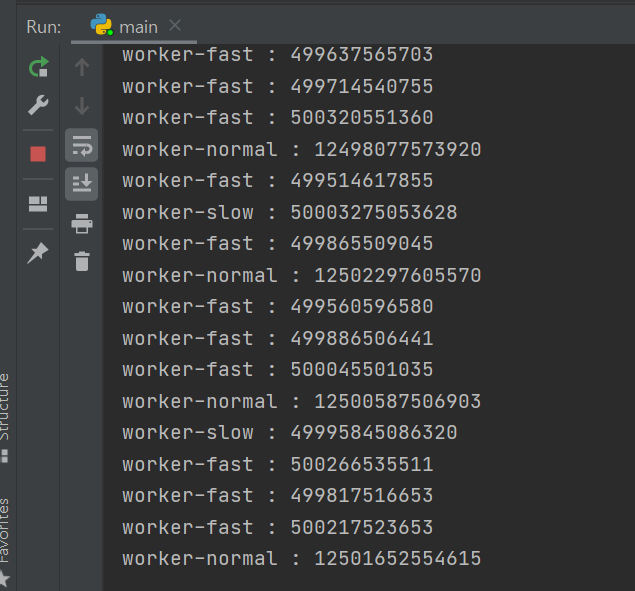 Run: main
worker-fast : 499637565703
worker-fast : 499714540755
worker-fast : 500320551360
worker-normal : 12498077573920
worker-fast : 499514617855
worker-slow : 50003275053628
worker-fast : 499865509045
worker-normal : 12502297605570
worker-fast : 499560596580
worker-fast : 499886506441
worker-fast : 500045501035
worker-normal : 12500587506903
worker-slow : 49995845086320
worker-fast : 500266535511
worker-fast : 499817516653
worker-fast : 500217523653
worker-normal : 12501652554615
Structure
Favorites